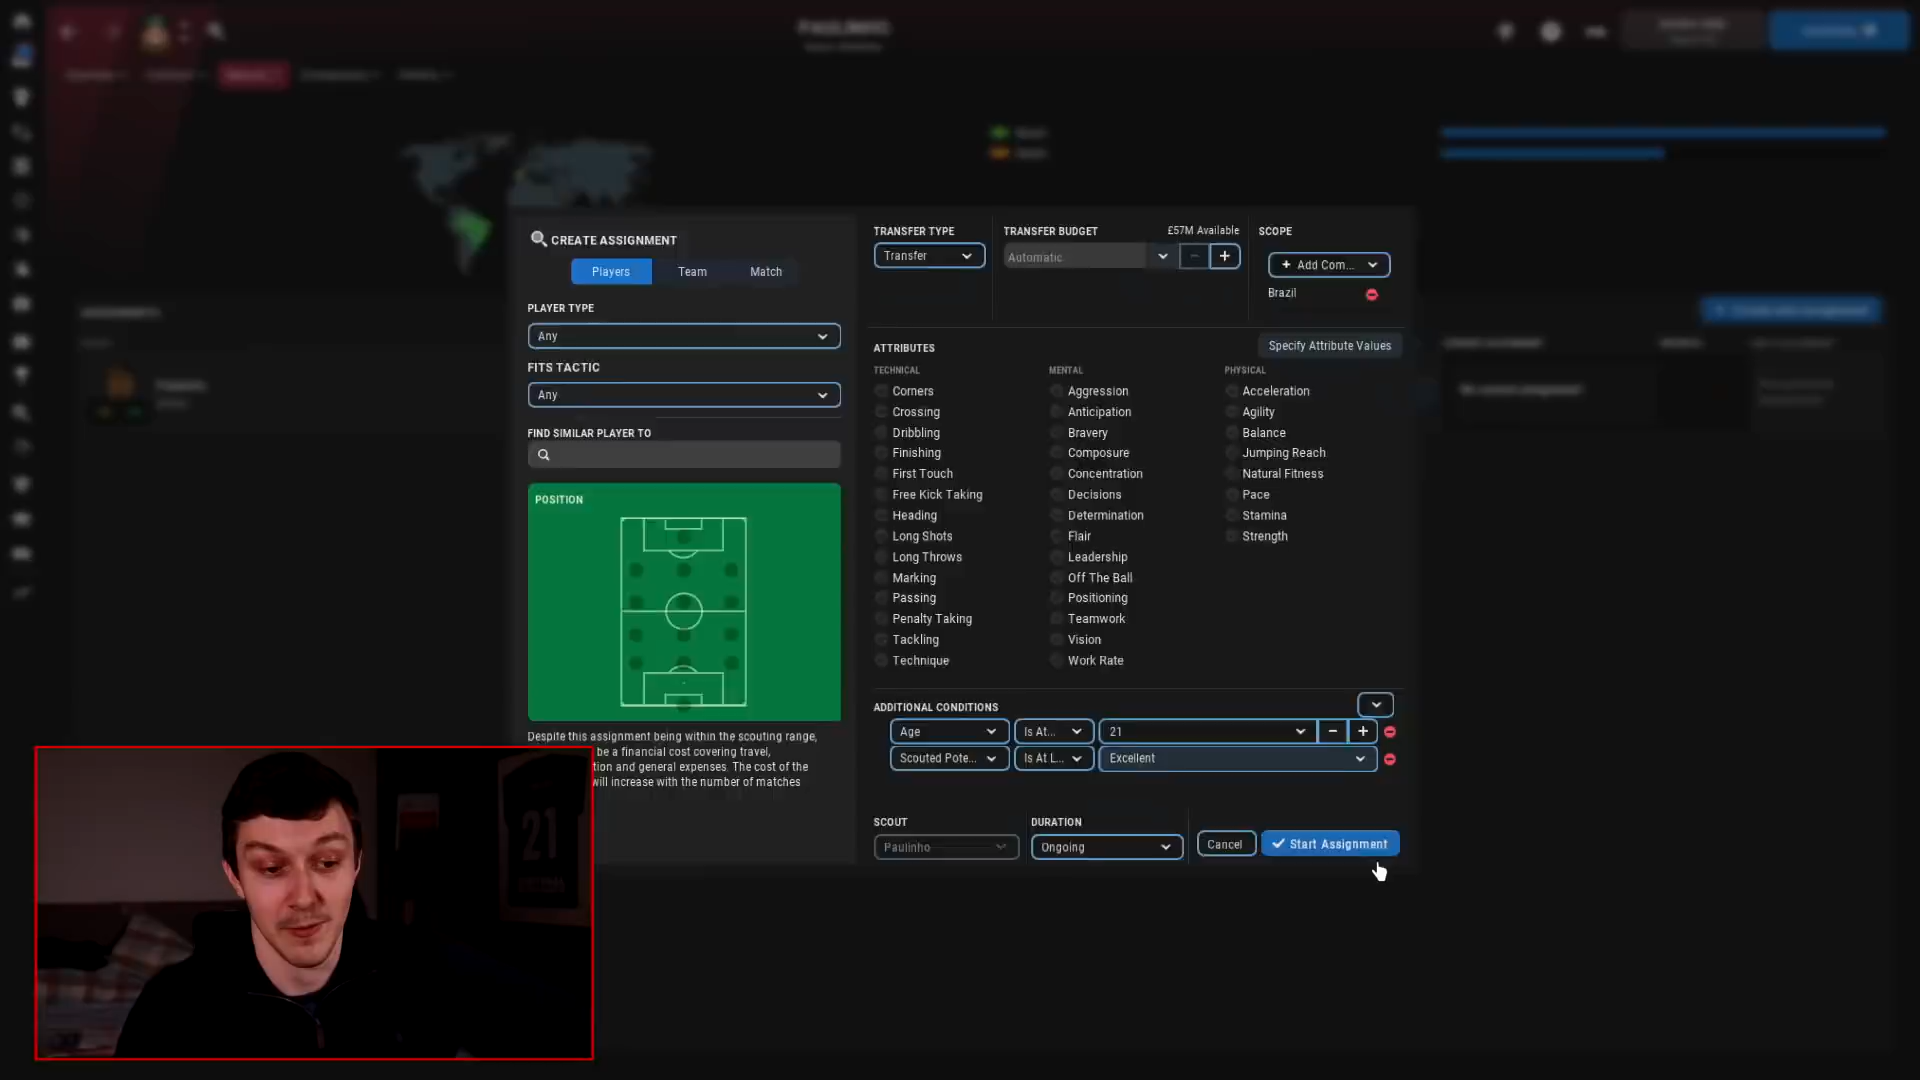 CREATE ASSIGNMENT
Players Team Match
PLAYER TYPE
Any
FITS TACTIC
Any
FIND SIMILAR PLAYER TO
POSITION
Despite this assignment being within the scouting range,
be a financial cost covering travel,
tion and general expenses. The cost of the
will increase with the number of matches
TRANSFER TYPE
Transfer
TRANSFER BUDGET £57M Available
Automatic
SCOPE
+ Add Com...
Brazil
ATTRIBUTES
Specify Attribute Values
TECHNICAL MENTAL PHYSICAL
Corners Aggression Acceleration
Crossing Anticipation Agility
Dribbling Bravery Balance
Finishing Composure Jumping Reach
First Touch Concentration Natural Fitness
Free Kick Taking Decisions Pace
Heading Determination Stamina
Long Shots Flair Strength
Long Throws Leadership
Marking Off The Ball
Passing Positioning
Penalty Taking Teamwork
Tackling Vision
Technique Work Rate
ADDITIONAL CONDITIONS
Age Is At... 21
Scouted Pote... Is At L... Excellent
SCOUT DURATION
Paulinho Ongoing Cancel Start Assignment
21